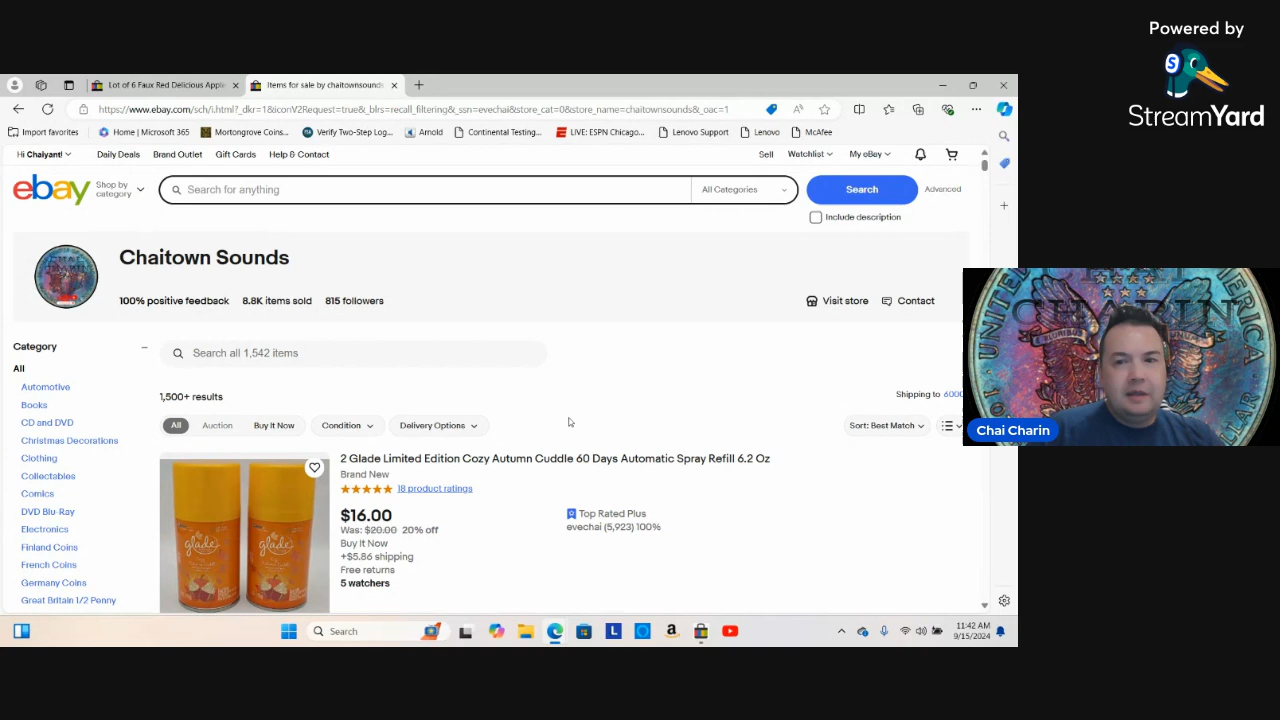 Powered by
StreamYard
Lot of 6 Faux Red Delicious Apple
Items for sale by chaitownsounds
https://www.ebay.com/sch/i.html?_dkr=1&iconV2Request=true&_blrs=recall_filtering&_ssn=evechai&store_cat=0&store_name=chaitownsounds&_oac=1
Import favorites
Home | Microsoft 365
Mortongrove Coins...
Verify Two-Step Log...
Arnold
Continental Testing...
LIVE: ESPN Chicago...
Lenovo Support
Lenovo
McAfee
Hi Chaiyant!
Daily Deals
Brand Outlet
Gift Cards
Help & Contact
Sell
Watchlist
My eBay
ebay
Shop by
category
Search for anything
All Categories
Search
Advanced
Include description
Chaitown Sounds
100% positive feedback
8.8K items sold
815 followers
Visit store
Contact
Category
Search all 1,542 items
All
Automotive
Books
CD and DVD
Christmas Decorations
Clothing
Collectables
Comics
DVD Blu-Ray
Electronics
Finland Coins
French Coins
Germany Coins
Great Britain 1/2 Penny
1,500+ results
Shipping to 6000
All
Auction
Buy It Now
Condition
Delivery Options
Sort: Best Match
2 Glade Limited Edition Cozy Autumn Cuddle 60 Days Automatic Spray Refill 6.2 Oz
Brand New
18 product ratings
$16.00
Was: $20.00 20% off
Buy It Now
+$5.86 shipping
Free returns
5 watchers
Top Rated Plus
evechai (5,923) 100%
glade
glade
CHAI
CHARIN
UNITED
PLURIBUS
Chai Charin
Search
11:42 AM
9/15/2024